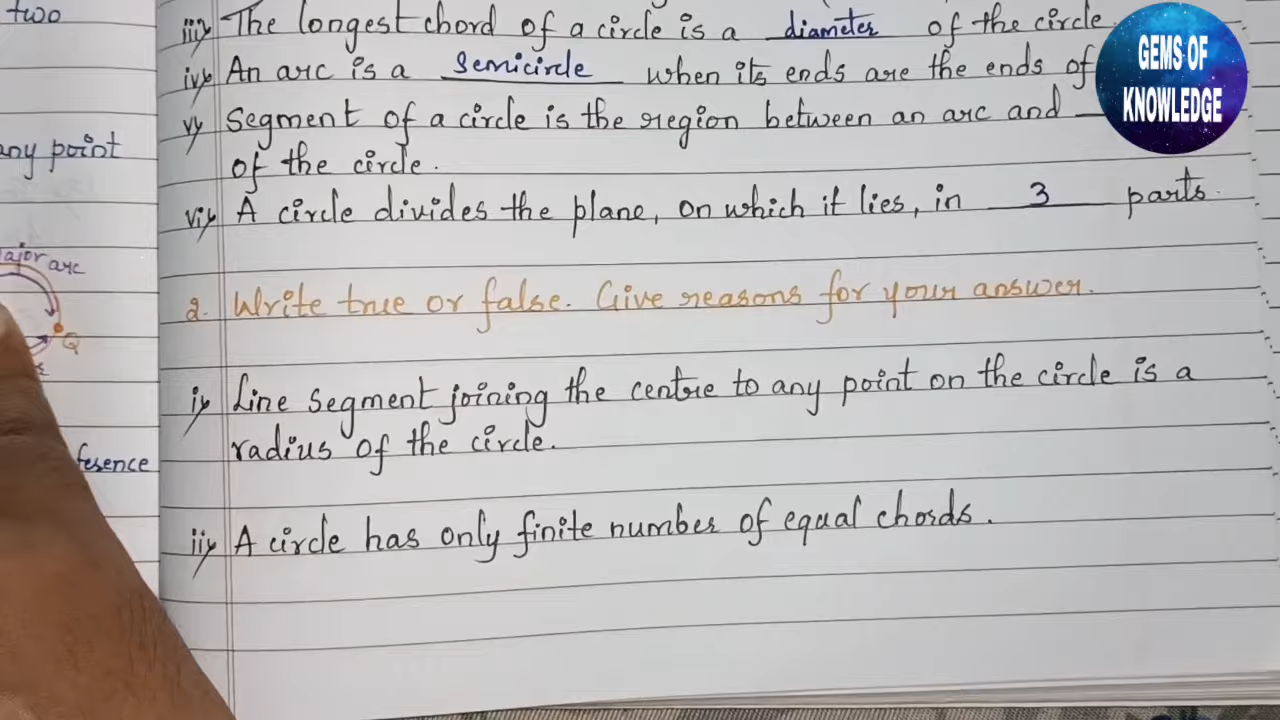 two
any point
major arc
Q
iii) The longest chord of a circle is a diameter of the circle
iv) An arc is a semicircle when its ends are the ends of
v) Segment of a circle is the region between an arc and
of the circle.
vi) A circle divides the plane, on which it lies, in 3 parts.
2. Write true or false. Give reasons for your answer.
i) Line segment joining the centre to any point on the circle is a
radius of the circle.
ii) A circle has only finite number of equal chords.
GEMS OF
KNOWLEDGE